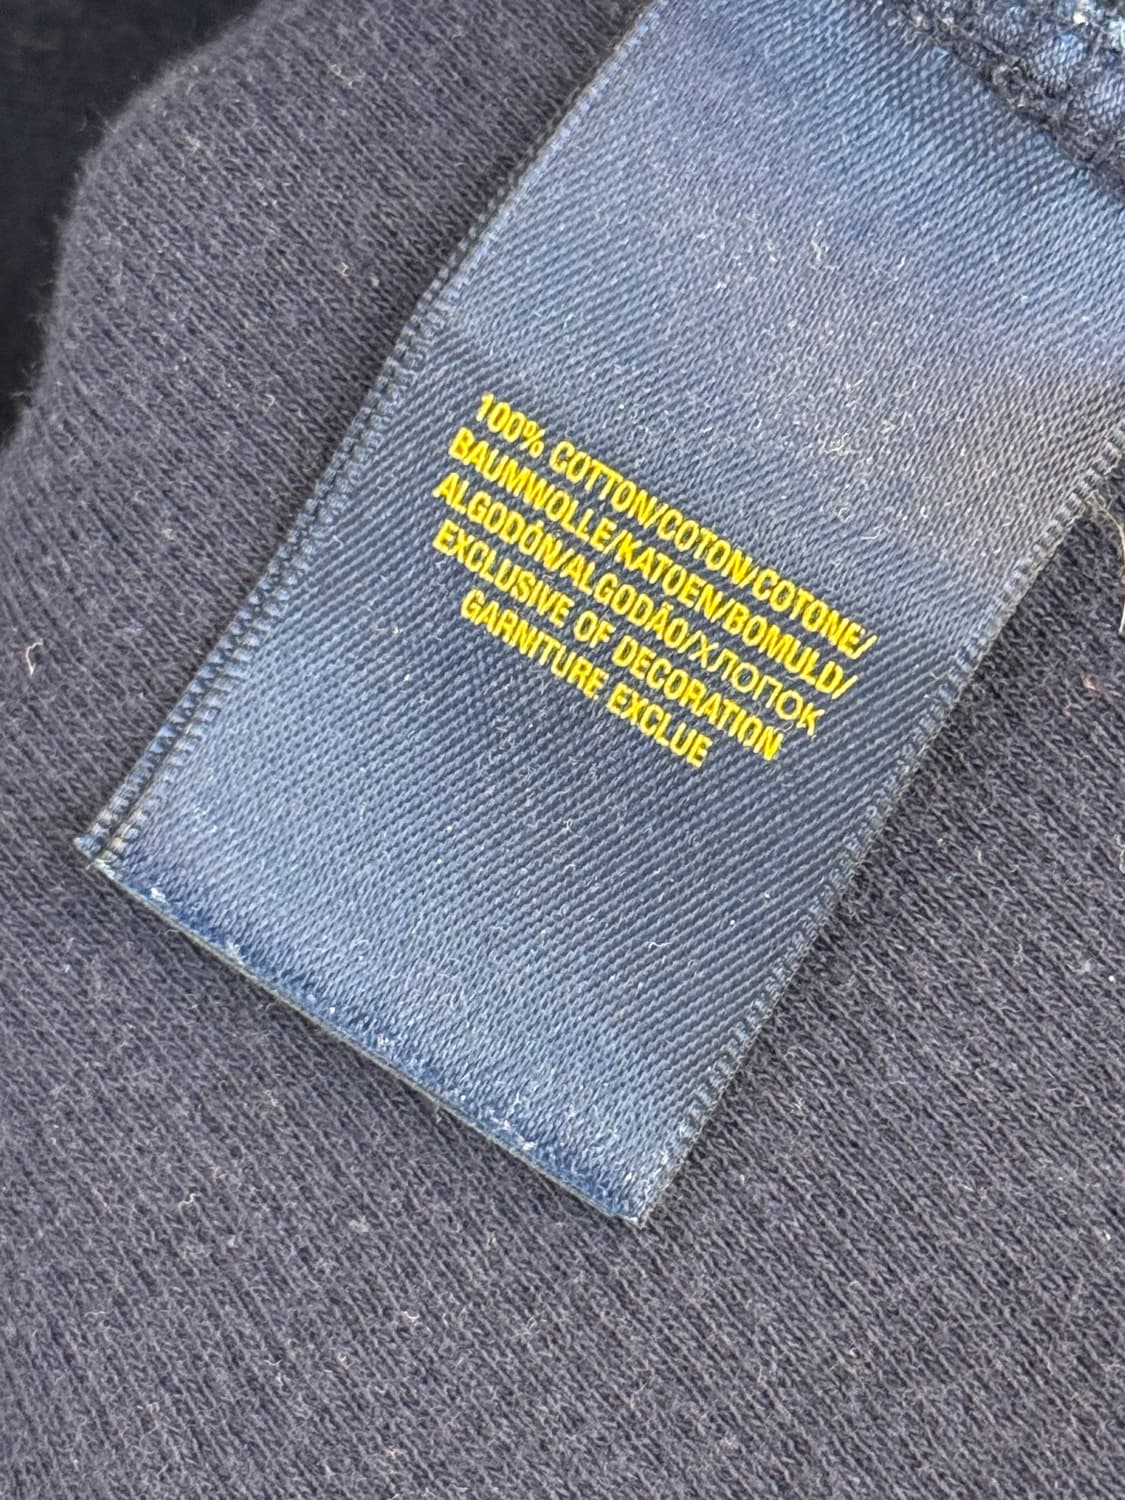 100% COTTON/COTON/COTONE/
BAUMWOLLE/KATOEN/BOMULD/
ALGODÓN/ALGODÃO/ХЛОПОК
EXCLUSIVE OF DECORATION
GARNITURE EXCLUE